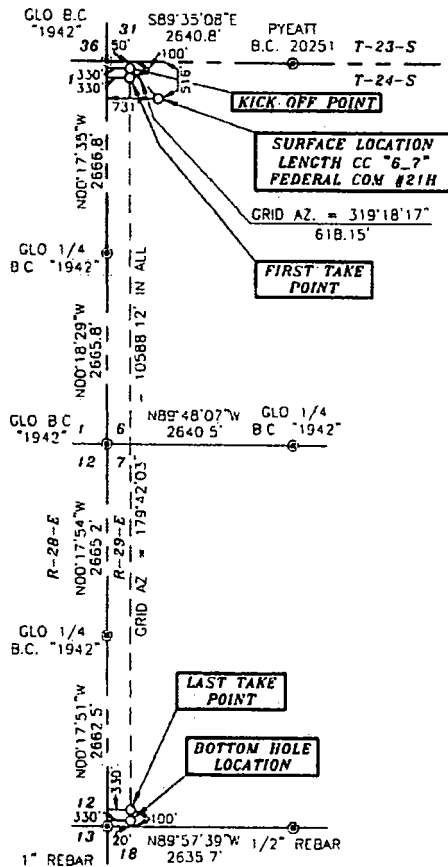 GLO B.C
"1942"
31
S89°35'08"E
2640.8'
PYEATT
B.C. 20251
T-23-S
T-24-S
36
50'
100'
1
330'
330'
516'
731'
KICK OFF POINT
SURFACE LOCATION
LENGTH CC "6_7"
FEDERAL COM #21H
GRID AZ. = 319°18'17"
618.15'
FIRST TAKE
POINT
N00°17'35"W
2666.8'
GLO 1/4
B.C "1942"
N00°18'29"W
2665.8'
- 10588.12' IN ALL
GLO B.C
"1942"
1
6
N89°48'07"W
2640.5'
GLO 1/4
B C "1942"
12
7
R-28-E
R-29-E
N00°17'54"W
2665.2'
GRID AZ = 179°42'03"
GLO 1/4
B.C. "1942"
N00°17'51"W
2662.5'
LAST TAKE
POINT
BOTTOM HOLE
LOCATION
330'
12
330'
100'
13
20'
18
1" REBAR
N89°57'39"W
2635.7'
1/2" REBAR